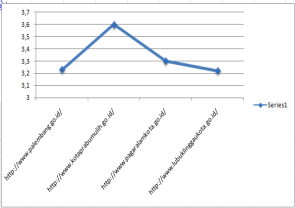 3,7
3,6
3,5
3,4
3,3
3,2
3,1
3
http://www.palembang.go.id/
http://www.kotaprabumulih.go.id/
http://www.pagaralamkota.go.id/
http://www.lubuklinggaukota.go.id/
Series1